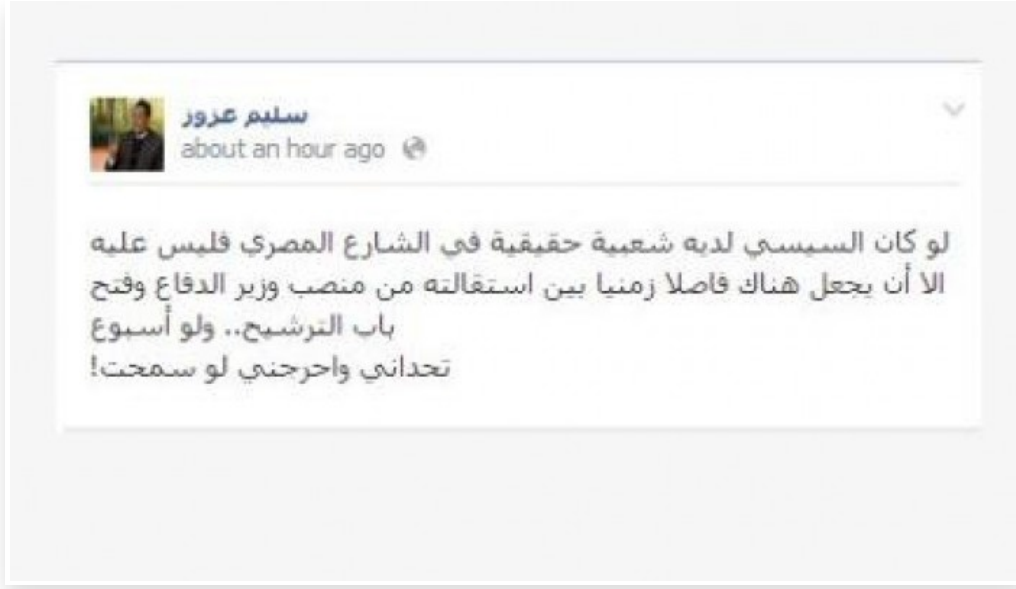 سليم عزوز
about an hour ago
لو كان السيسي لديه شعبية حقيقية في الشارع المصري فليس عليه
الا أن يجعل هناك فاصلا زمنيا بين استقالته من منصب وزير الدفاع وفتح
باب الترشيح.. ولو أسبوع
تحداني واحرجني لو سمحت!